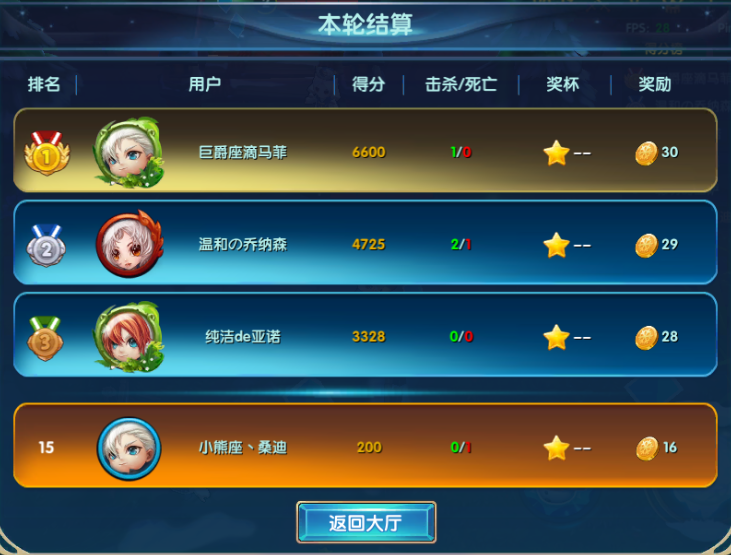 本轮结算
FPS: 28
排名 用户 得分 击杀/死亡 奖杯 奖励
1 巨爵座滴马菲 6600 1/0 -- 30
2 温和の乔纳森 4725 2/1 -- 29
3 纯洁de亚诺 3328 0/0 -- 28
15 小熊座丶桑迪 200 0/1 -- 16
返回大厅